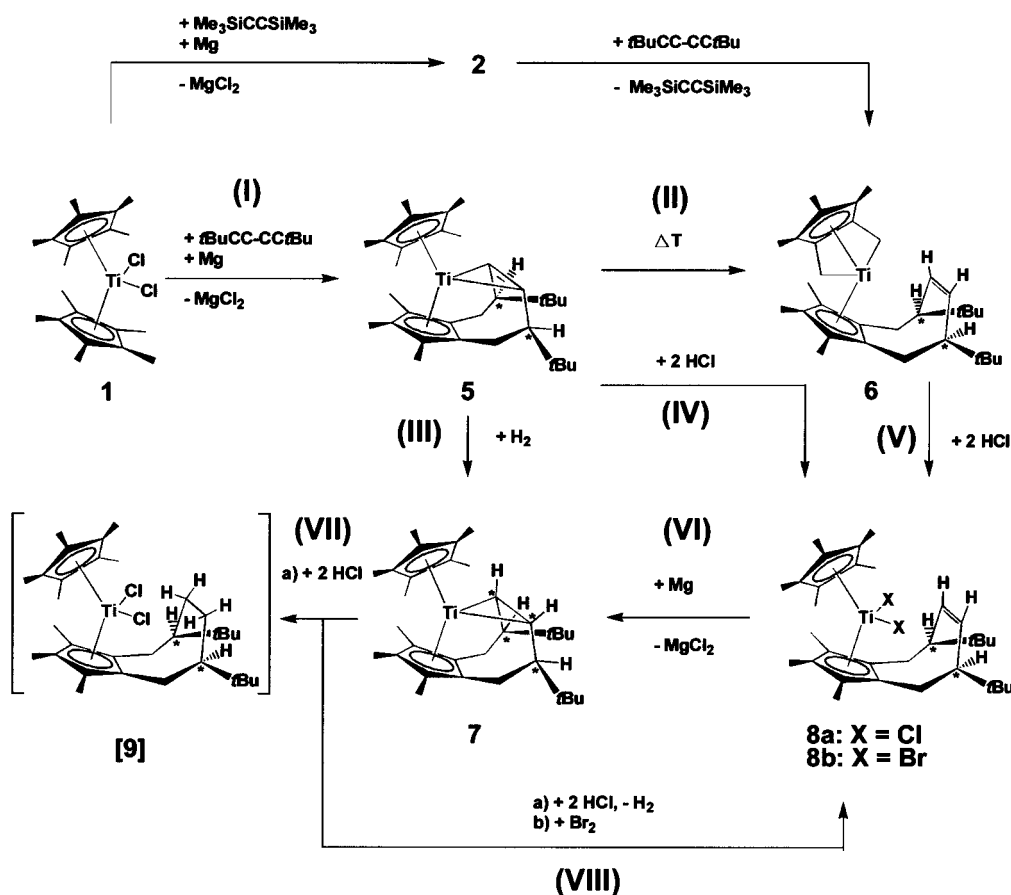 + Me₃SiCCSiMe₃
+ Mg
- MgCl₂
2
+ tBuCC-CCtBu
- Me₃SiCCSiMe₃
(I)
+ tBuCC-CCtBu
+ Mg
- MgCl₂
(II)
△T
Ti
Cl
Cl
1
Ti
H
tBu
*
H
*
tBu
5
Ti
H
H
H
tBu
*
H
*
tBu
6
(III)
+ H₂
+ 2 HCl
(IV)
(V)
+ 2 HCl
Ti
Cl
Cl
H
H
H
H
H
tBu
*
H
*
tBu
[9]
(VII)
a) + 2 HCl
Ti
H
*
H
H
*
tBu
*
H
*
tBu
7
(VI)
+ Mg
- MgCl₂
Ti
X
X
H
H
H
tBu
*
H
*
tBu
8a: X = Cl
8b: X = Br
a) + 2 HCl, - H₂
b) + Br₂
(VIII)